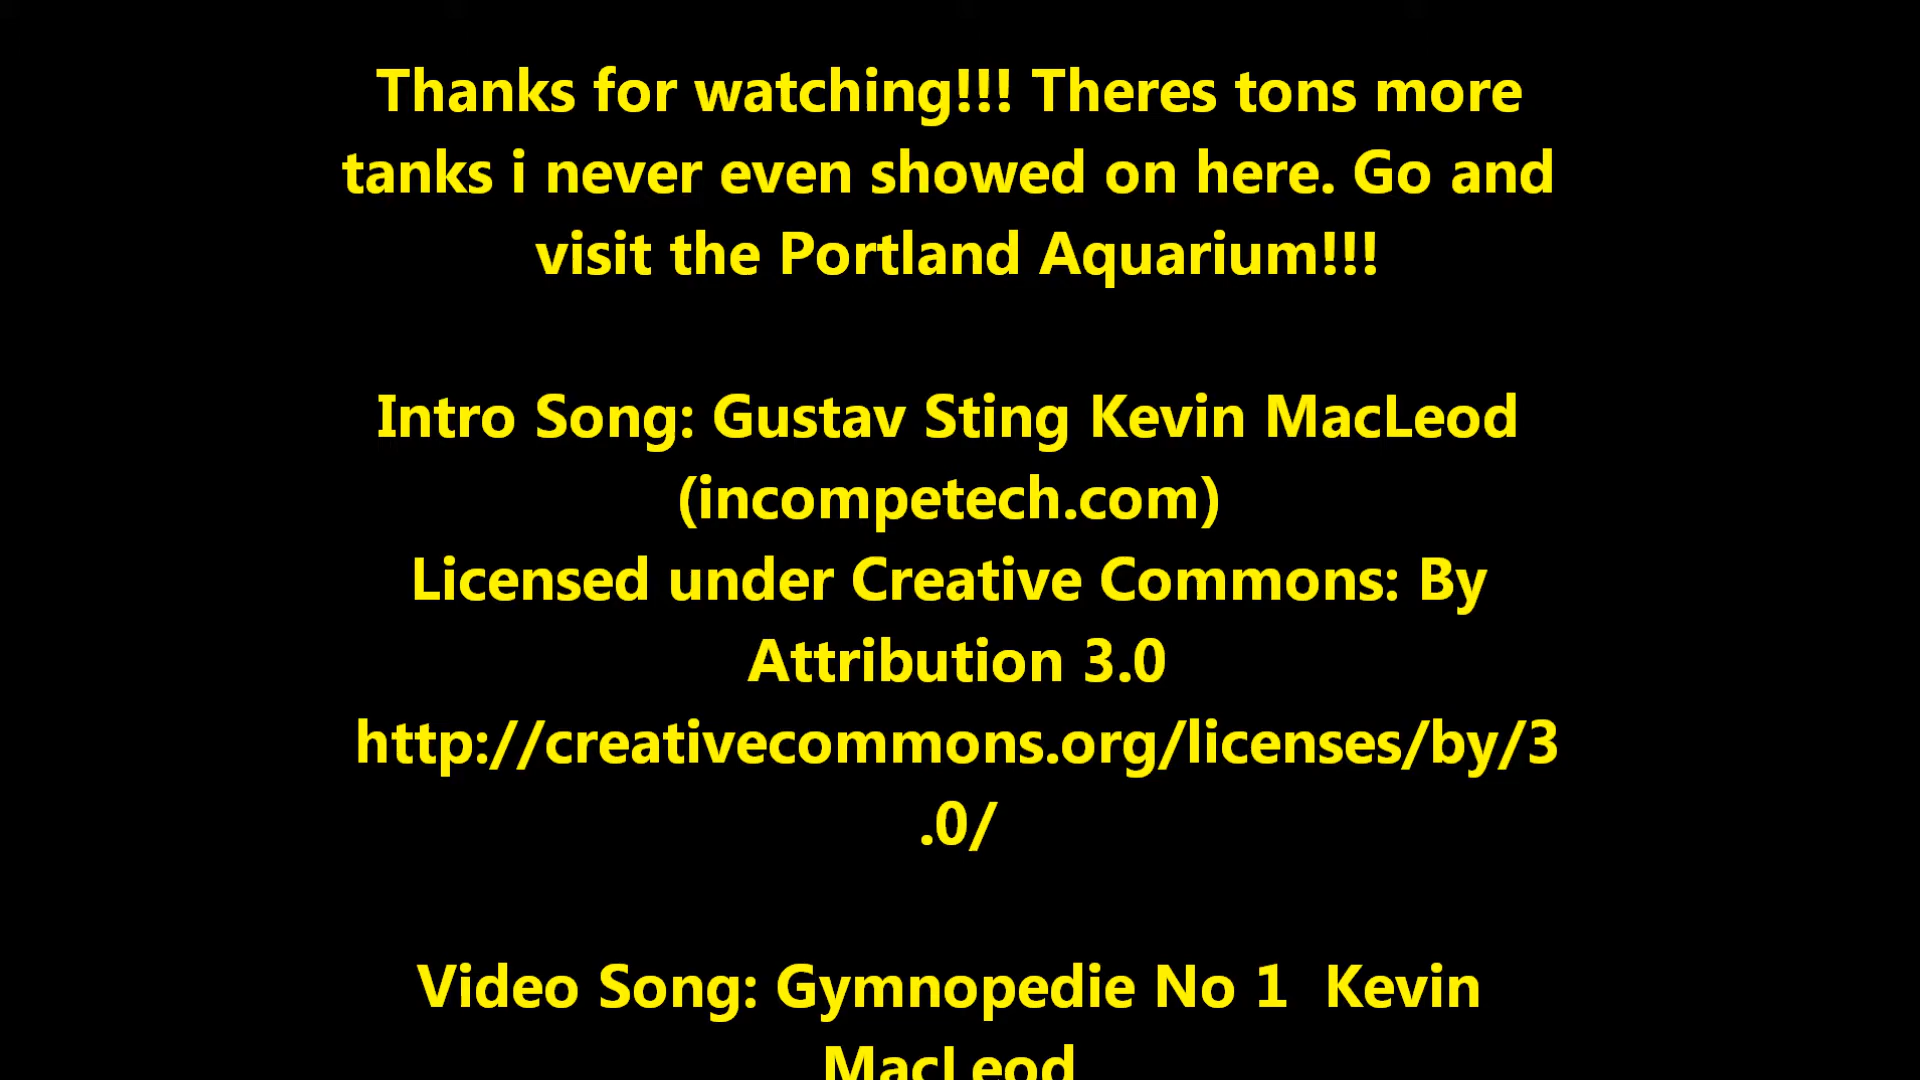 Thanks for watching!!! Theres tons more
tanks i never even showed on here. Go and
visit the Portland Aquarium!!!
Intro Song: Gustav Sting Kevin MacLeod
(incompetech.com)
Licensed under Creative Commons: By
Attribution 3.0
http://creativecommons.org/licenses/by/3
.0/
Video Song: Gymnopedie No 1  Kevin
MacLeod